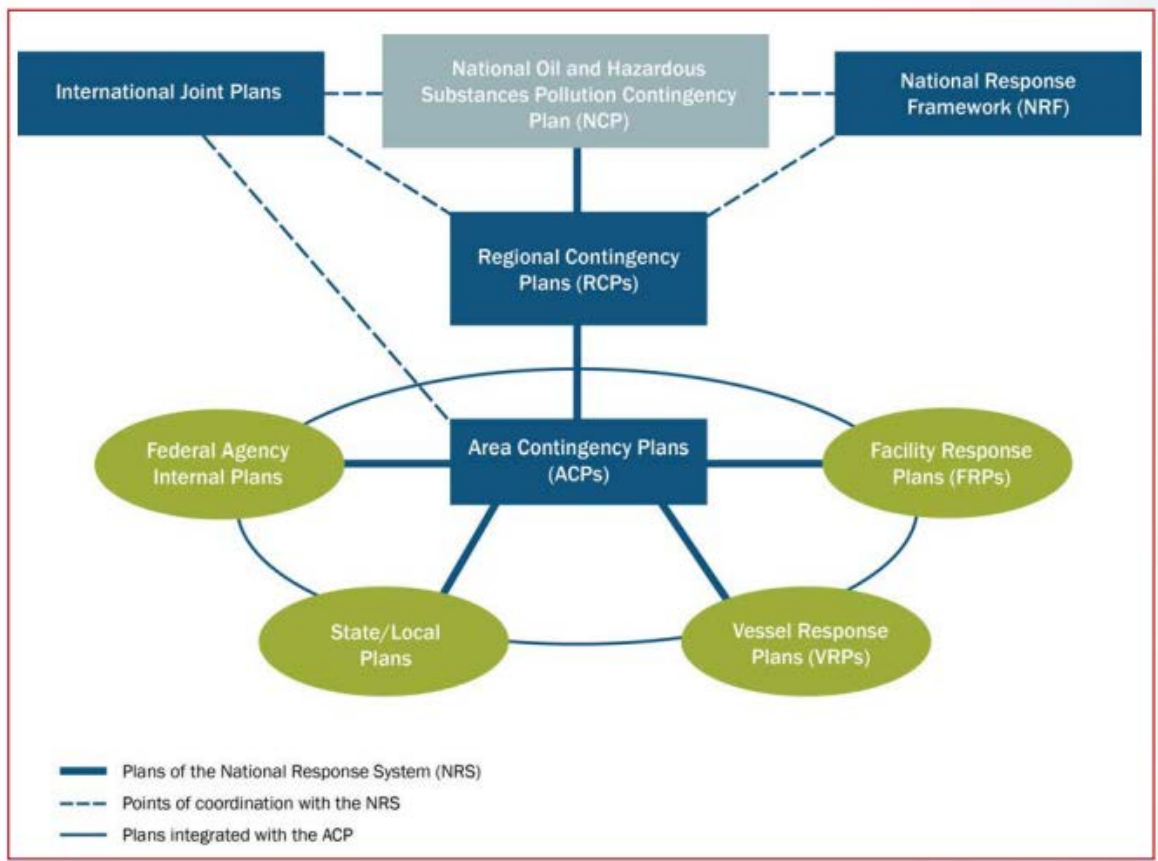 International Joint Plans
National Oil and Hazardous
Substances Pollution Contingency
Plan (NCP)
National Response
Framework (NRF)
Regional Contingency
Plans (RCPs)
Federal Agency
Internal Plans
Area Contingency Plans
(ACPs)
Facility Response
Plans (FRPs)
State/Local
Plans
Vessel Response
Plans (VRPs)
Plans of the National Response System (NRS)
Points of coordination with the NRS
Plans integrated with the ACP